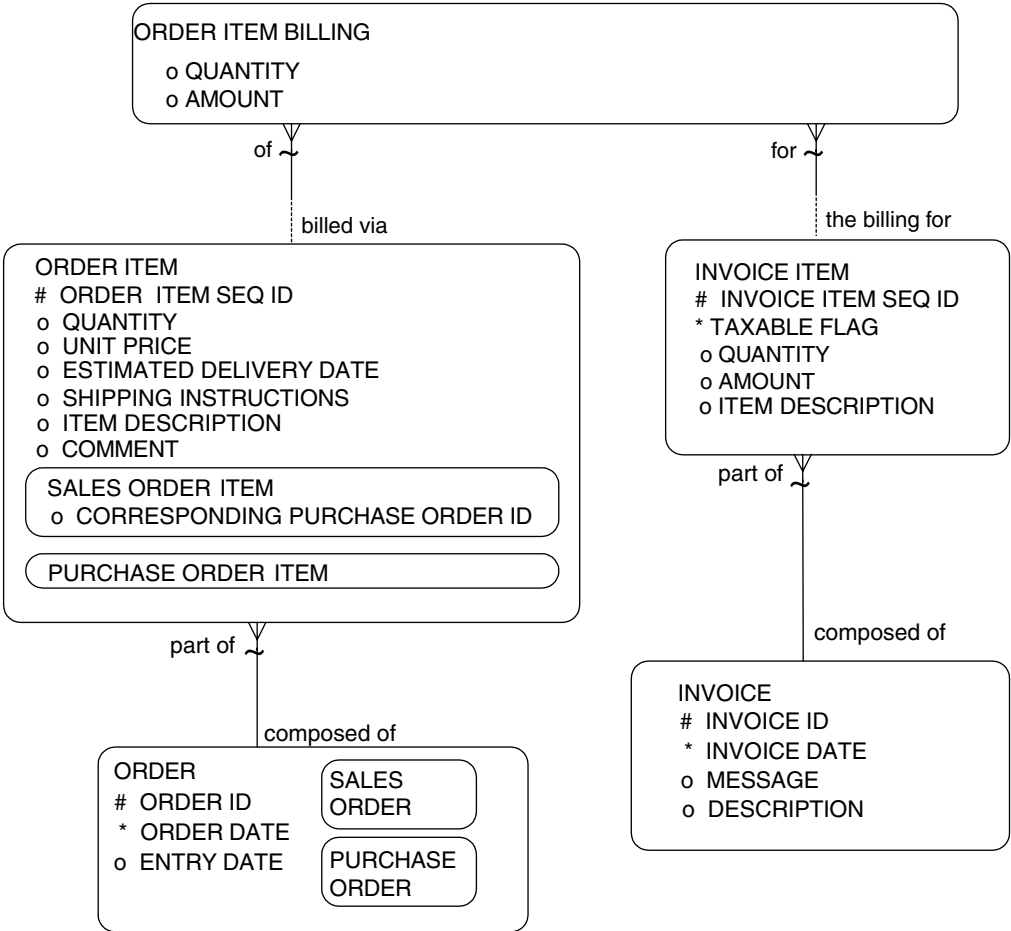 ORDER ITEM BILLING
o QUANTITY
o AMOUNT
of ~
for ~
billed via
the billing for
ORDER ITEM
# ORDER ITEM SEQ ID
o QUANTITY
o UNIT PRICE
o ESTIMATED DELIVERY DATE
o SHIPPING INSTRUCTIONS
o ITEM DESCRIPTION
o COMMENT
SALES ORDER ITEM
o CORRESPONDING PURCHASE ORDER ID
PURCHASE ORDER ITEM
INVOICE ITEM
# INVOICE ITEM SEQ ID
* TAXABLE FLAG
o QUANTITY
o AMOUNT
o ITEM DESCRIPTION
part of ~
composed of
part of ~
composed of
ORDER
# ORDER ID
* ORDER DATE
o ENTRY DATE
SALES
ORDER
PURCHASE
ORDER
INVOICE
# INVOICE ID
* INVOICE DATE
o MESSAGE
o DESCRIPTION